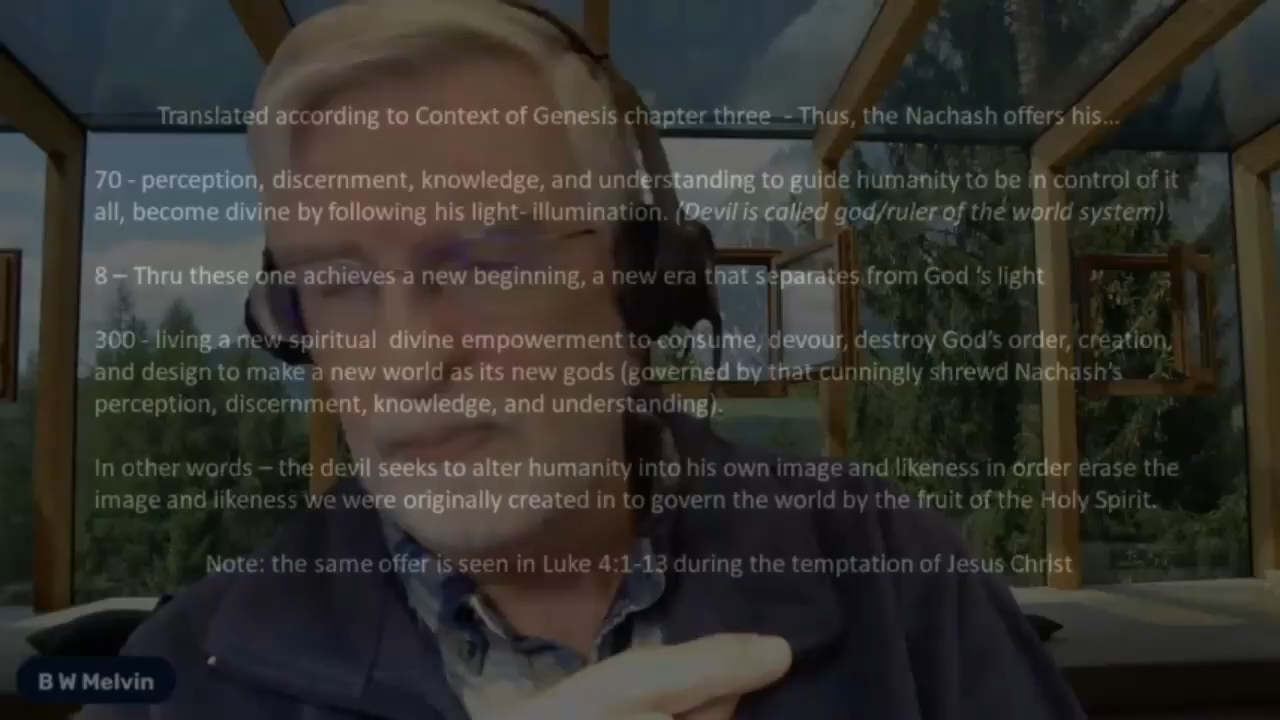 Translated according to Context of Genesis chapter three - Thus, the Nachash offers his...
70 - perception, discernment, knowledge, and understanding to guide humanity to be in control of it
all, become divine by following his light- illumination. (Devil is called god/ruler of the world system)
8 – Thru these one achieves a new beginning, a new era that separates from God ‘s light
300 - living a new spiritual divine empowerment to consume, devour, destroy God’s order, creation,
and design to make a new world as its new gods (governed by that cunningly shrewd Nachash’s
perception, discernment, knowledge, and understanding).
In other words – the devil seeks to alter humanity into his own image and likeness in order erase the
image and likeness we were originally created in to govern the world by the fruit of the Holy Spirit.
Note: the same offer is seen in Luke 4:1-13 during the temptation of Jesus Christ
B W Melvin